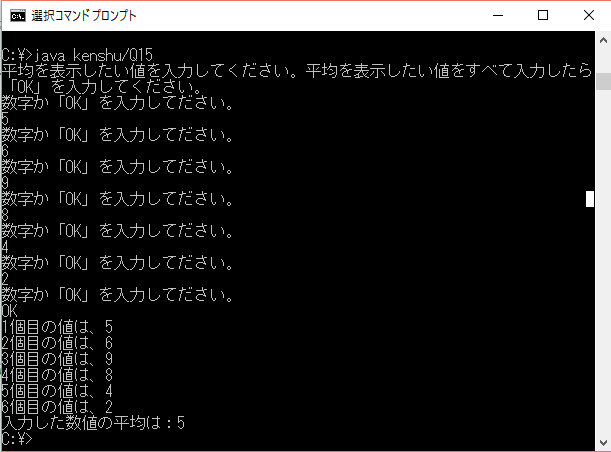 選択コマンドプロンプト
C:¥>java kenshu/Q15
平均を表示したい値を入力してください。平均を表示したい値をすべて入力したら
「OK」を入力してください。
数字か「OK」を入力してださい。
5
数字か「OK」を入力してださい。
6
数字か「OK」を入力してださい。
9
数字か「OK」を入力してださい。
8
数字か「OK」を入力してださい。
4
数字か「OK」を入力してださい。
2
数字か「OK」を入力してださい。
OK
1個目の値は、5
2個目の値は、6
3個目の値は、9
4個目の値は、8
5個目の値は、4
6個目の値は、2
入力した数値の平均は：5
C:¥>